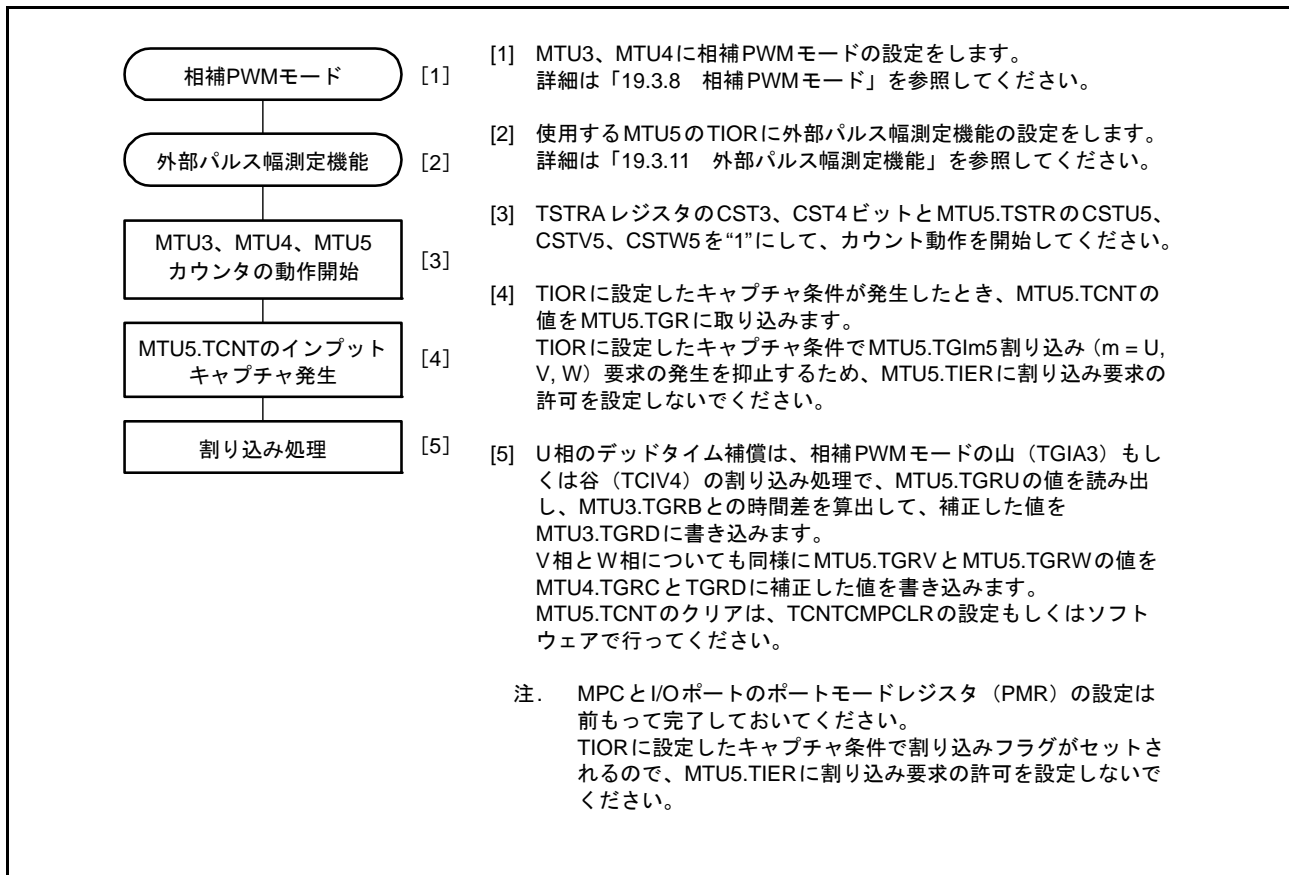 相補PWMモード
[1]
外部パルス幅測定機能
[2]
MTU3、MTU4、MTU5
カウンタの動作開始
[3]
MTU5.TCNTのインプット
キャプチャ発生
[4]
割り込み処理
[5]
[1] MTU3、MTU4に相補PWMモードの設定をします。
詳細は「19.3.8 相補PWMモード」を参照してください。
[2] 使用するMTU5のTIORに外部パルス幅測定機能の設定をします。
詳細は「19.3.11 外部パルス幅測定機能」を参照してください。
[3] TSTRAレジスタのCST3、CST4ビットとMTU5.TSTRのCSTU5、
CSTV5、CSTW5を“1”にして、カウント動作を開始してください。
[4] TIORに設定したキャプチャ条件が発生したとき、MTU5.TCNTの
値をMTU5.TGRに取り込みます。
TIORに設定したキャプチャ条件でMTU5.TGIm5割り込み（m = U,
V, W）要求の発生を抑止するため、MTU5.TIERに割り込み要求の
許可を設定しないでください。
[5] U相のデッドタイム補償は、相補PWMモードの山（TGIA3）もし
くは谷（TCIV4）の割り込み処理で、MTU5.TGRUの値を読み出
し、MTU3.TGRBとの時間差を算出して、補正した値を
MTU3.TGRDに書き込みます。
V相とW相についても同様にMTU5.TGRVとMTU5.TGRWの値を
MTU4.TGRCとTGRDに補正した値を書き込みます。
MTU5.TCNTのクリアは、TCNTCMPCLRの設定もしくはソフト
ウェアで行ってください。
注. MPCとI/Oポートのポートモードレジスタ（PMR）の設定は
前もって完了しておいてください。
TIORに設定したキャプチャ条件で割り込みフラグがセットさ
れるので、MTU5.TIERに割り込み要求の許可を設定しないで
ください。